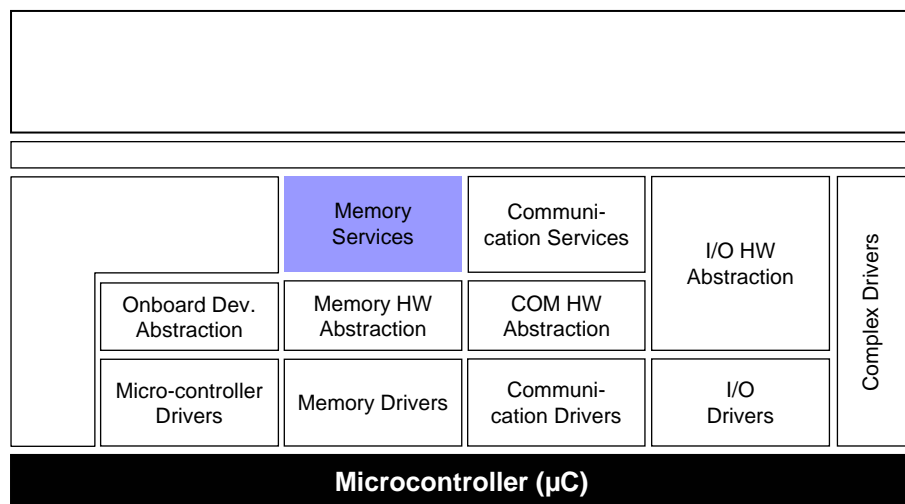 Memory
Services
Communi-
cation Services
I/O HW
Abstraction
Complex Drivers
Onboard Dev.
Abstraction
Memory HW
Abstraction
COM HW
Abstraction
Micro-controller
Drivers
Memory Drivers
Communi-
cation Drivers
I/O
Drivers
Microcontroller (µC)